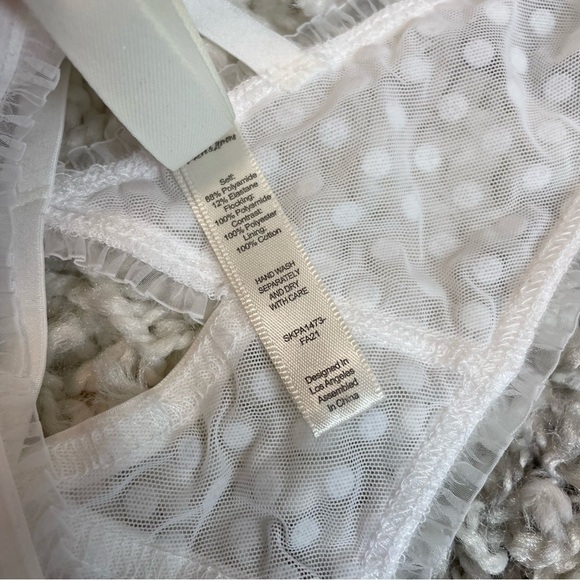 Self:
88% Polyamide
12% Elastane
Flocking:
100% Polyamide
Contrast:
100% Polyester
Lining:
100% Cotton
HAND WASH
SEPARATELY
AND DRY
WITH CARE
SKPA1473-
FA21
Designed in
Los Angeles
Assembled
in China